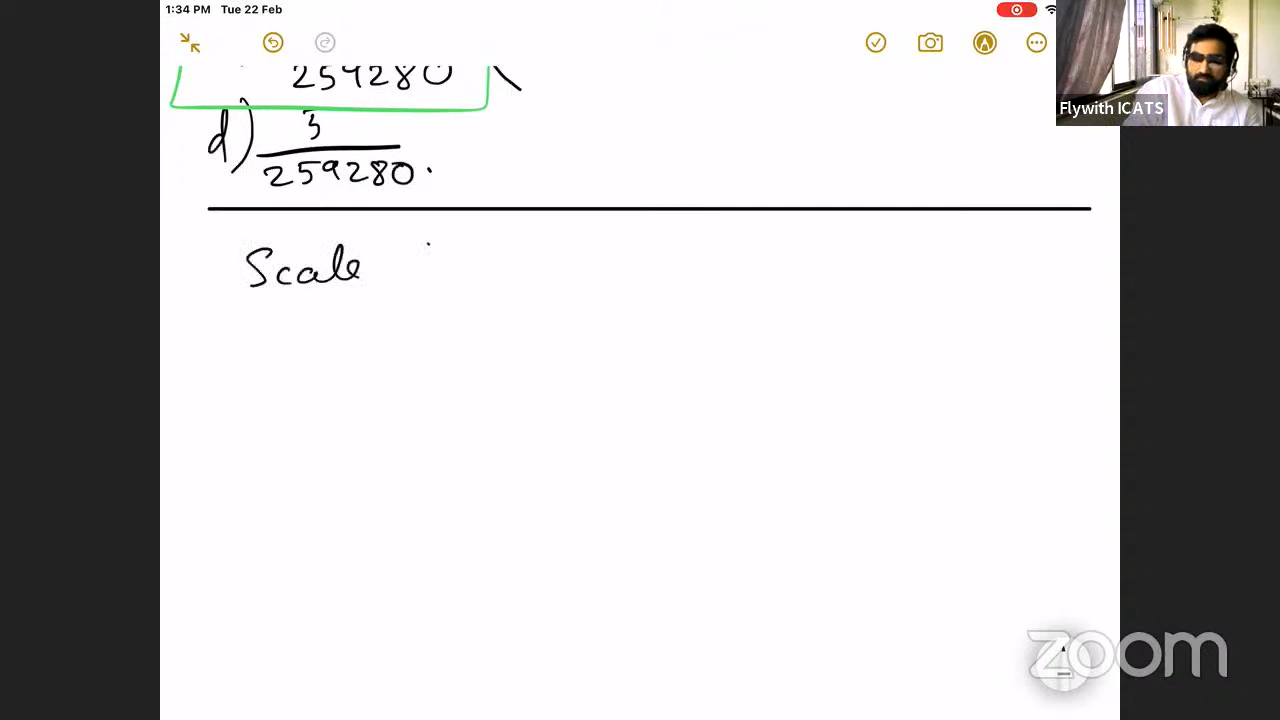 1:34 PM Tue 22 Feb
259280
d) 3
259280.
Scale
Flywith ICATS
zoom